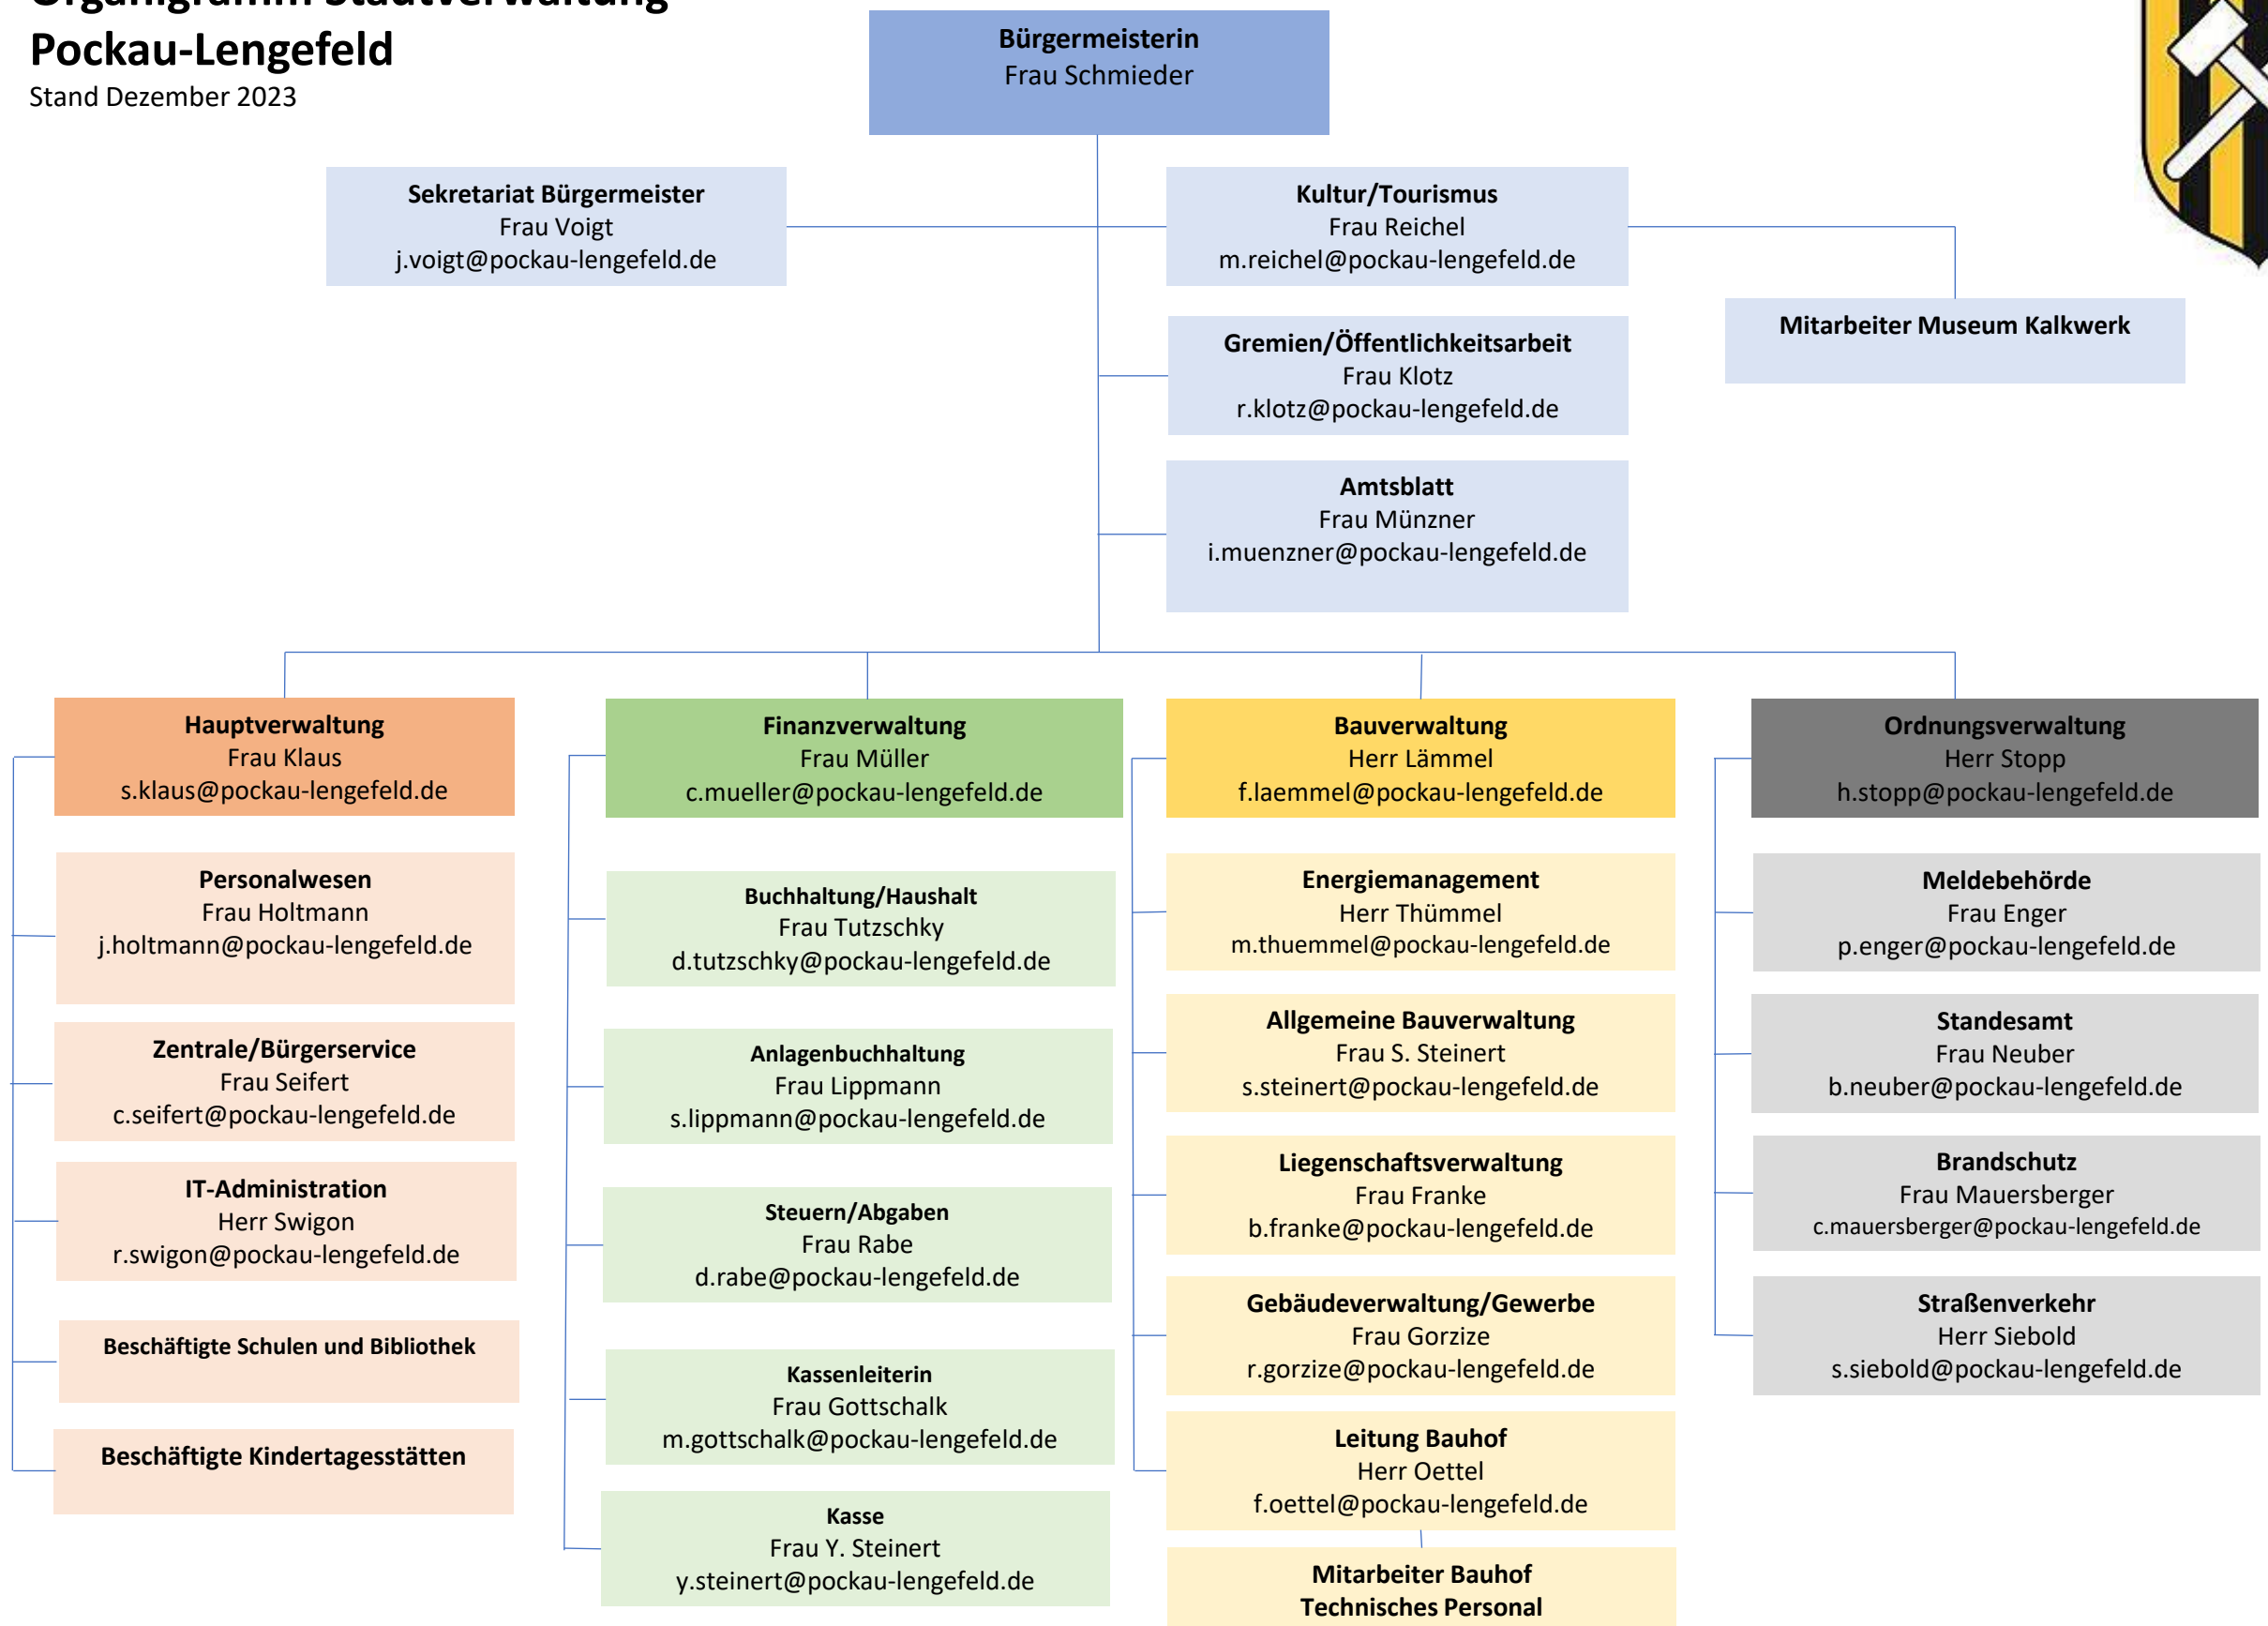 Organigramm Stadtverwaltung
Pockau-Lengefeld
Stand Dezember 2023
Bürgermeisterin
Frau Schmieder
Sekretariat Bürgermeister
Frau Voigt
j.voigt@pockau-lengefeld.de
Kultur/Tourismus
Frau Reichel
m.reichel@pockau-lengefeld.de
Mitarbeiter Museum Kalkwerk
Gremien/Öffentlichkeitsarbeit
Frau Klotz
r.klotz@pockau-lengefeld.de
Amtsblatt
Frau Münzner
i.muenzner@pockau-lengefeld.de
Hauptverwaltung
Frau Klaus
s.klaus@pockau-lengefeld.de
Personalwesen
Frau Holtmann
j.holtmann@pockau-lengefeld.de
Zentrale/Bürgerservice
Frau Seifert
c.seifert@pockau-lengefeld.de
IT-Administration
Herr Swigon
r.swigon@pockau-lengefeld.de
Beschäftigte Schulen und Bibliothek
Beschäftigte Kindertagesstätten
Finanzverwaltung
Frau Müller
c.mueller@pockau-lengefeld.de
Buchhaltung/Haushalt
Frau Tutzschky
d.tutzschky@pockau-lengefeld.de
Anlagenbuchhaltung
Frau Lippmann
s.lippmann@pockau-lengefeld.de
Steuern/Abgaben
Frau Rabe
d.rabe@pockau-lengefeld.de
Kassenleiterin
Frau Gottschalk
m.gottschalk@pockau-lengefeld.de
Kasse
Frau Y. Steinert
y.steinert@pockau-lengefeld.de
Bauverwaltung
Herr Lämmel
f.laemmel@pockau-lengefeld.de
Energiemanagement
Herr Thümmel
m.thuemmel@pockau-lengefeld.de
Allgemeine Bauverwaltung
Frau S. Steinert
s.steinert@pockau-lengefeld.de
Liegenschaftsverwaltung
Frau Franke
b.franke@pockau-lengefeld.de
Gebäudeverwaltung/Gewerbe
Frau Gorzize
r.gorzize@pockau-lengefeld.de
Leitung Bauhof
Herr Oettel
f.oettel@pockau-lengefeld.de
Mitarbeiter Bauhof
Technisches Personal
Ordnungsverwaltung
Herr Stopp
h.stopp@pockau-lengefeld.de
Meldebehörde
Frau Enger
p.enger@pockau-lengefeld.de
Standesamt
Frau Neuber
b.neuber@pockau-lengefeld.de
Brandschutz
Frau Mauersberger
c.mauersberger@pockau-lengefeld.de
Straßenverkehr
Herr Siebold
s.siebold@pockau-lengefeld.de